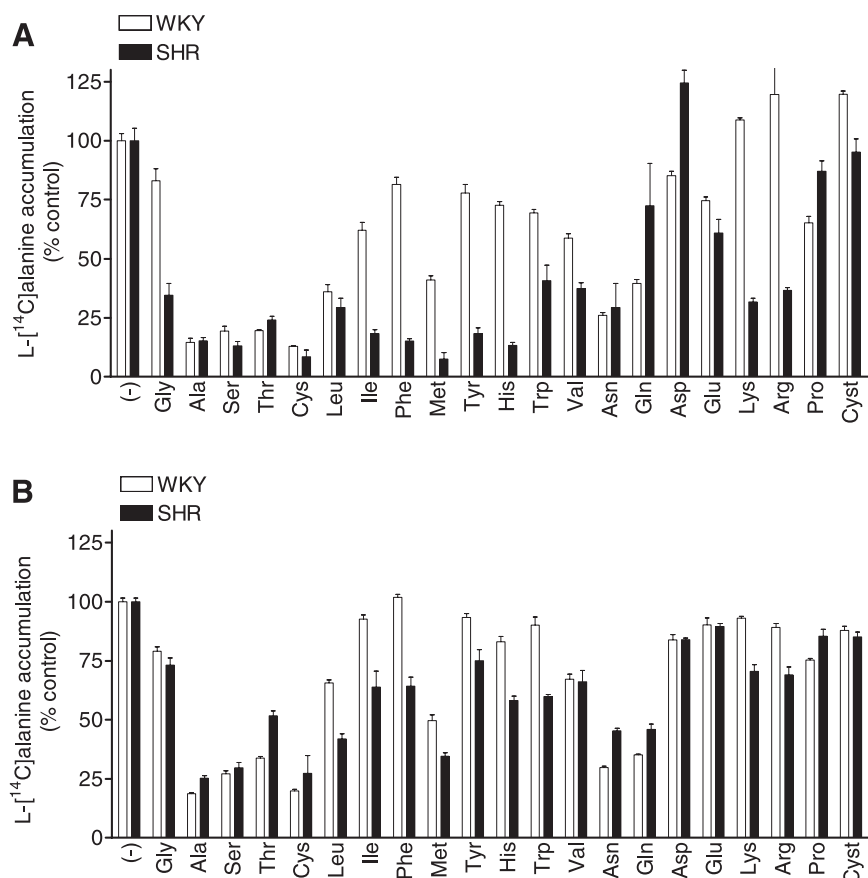 A
WKY
SHR
L-[¹⁴C]alanine accumulation
(% control)
125
100
75
50
25
0
(-) Gly Ala Ser Thr Cys Leu Ile Phe Met Tyr His Trp Val Asn Gln Asp Glu Lys Arg Pro Cyst
B
WKY
SHR
L-[¹⁴C]alanine accumulation
(% control)
125
100
75
50
25
0
(-) Gly Ala Ser Thr Cys Leu Ile Phe Met Tyr His Trp Val Asn Gln Asp Glu Lys Arg Pro Cyst